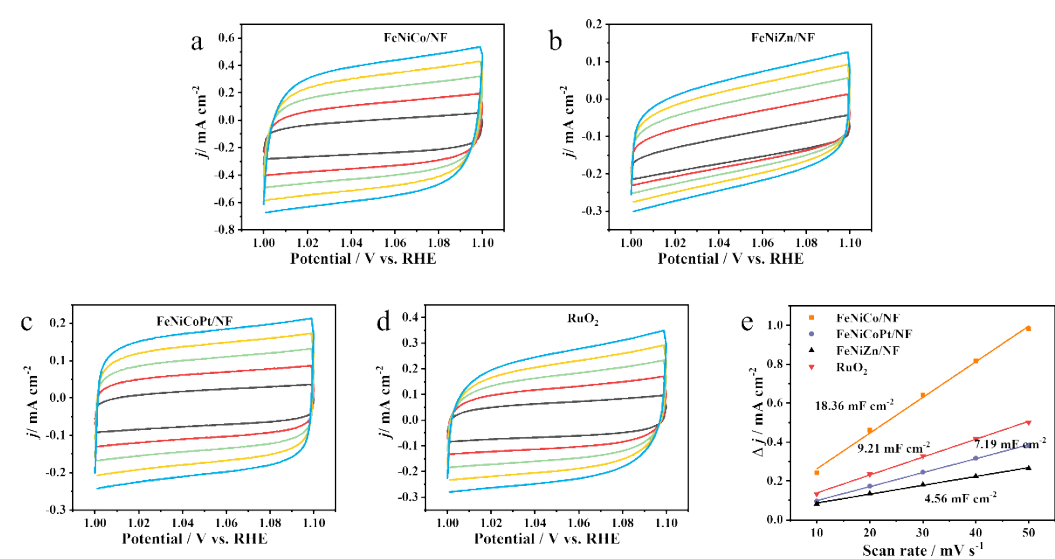 a
FeNiCo/NF
0.6
0.4
0.2
0.0
-0.2
-0.4
-0.6
-0.8
j/ mA cm⁻²
1.00 1.02 1.04 1.06 1.08 1.10
Potential / V vs. RHE
b
FeNiZn/NF
0.2
0.1
0.0
-0.1
-0.2
-0.3
j/ mA cm⁻²
1.00 1.02 1.04 1.06 1.08 1.10
Potential / V vs. RHE
c
FeNiCoPt/NF
0.2
0.1
0.0
-0.1
-0.2
-0.3
j/ mA cm⁻²
1.00 1.02 1.04 1.06 1.08 1.10
Potential / V vs. RHE
d
RuO₂
0.4
0.3
0.2
0.1
0.0
-0.1
-0.2
-0.3
j/ mA cm⁻²
1.00 1.02 1.04 1.06 1.08 1.10
Potential / V vs. RHE
e
FeNiCo/NF
FeNiCoPt/NF
FeNiZn/NF
RuO₂
1.0
0.8
0.6
0.4
0.2
0.0
Δ j/ mA cm⁻²
18.36 mF cm⁻²
9.21 mF cm⁻²
7.19 mF cm⁻²
4.56 mF cm⁻²
10 20 30 40 50
Scan rate / mV s⁻¹